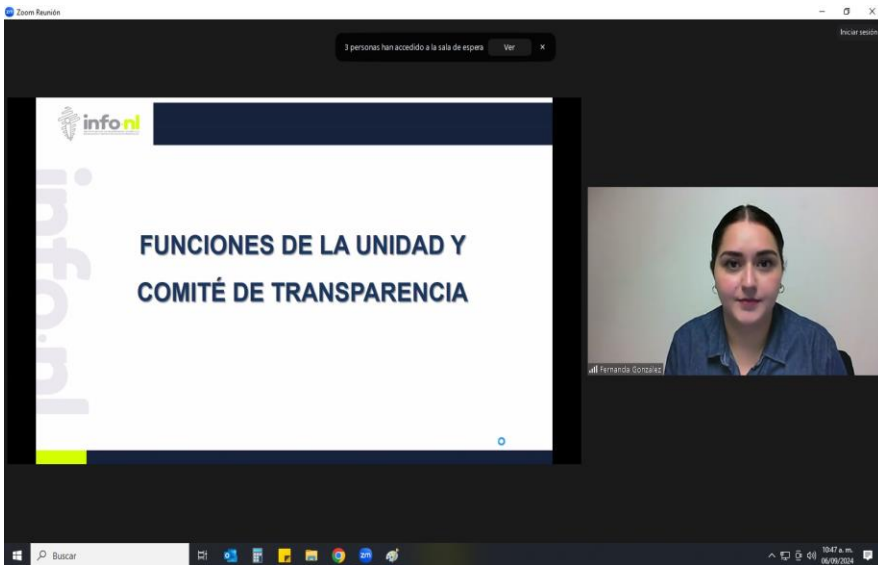 Zoom Reunión
3 personas han accedido a la sala de espera Ver
Iniciar sesión
info nl
info.nl
FUNCIONES DE LA UNIDAD Y
COMITÉ DE TRANSPARENCIA
Fernanda González
Buscar
zm
10:47 a. m.
06/09/2024